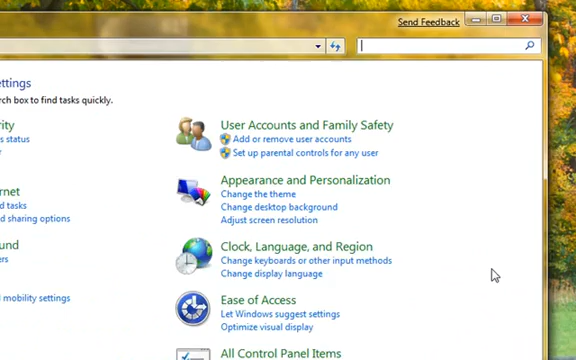 Send Feedback
ettings
rch box to find tasks quickly.
rity
s status
User Accounts and Family Safety
Add or remove user accounts
Set up parental controls for any user
rnet
d tasks
d sharing options
Appearance and Personalization
Change the theme
Change desktop background
Adjust screen resolution
und
ers
Clock, Language, and Region
Change keyboards or other input methods
Change display language
d mobility settings
Ease of Access
Let Windows suggest settings
Optimize visual display
All Control Panel Items